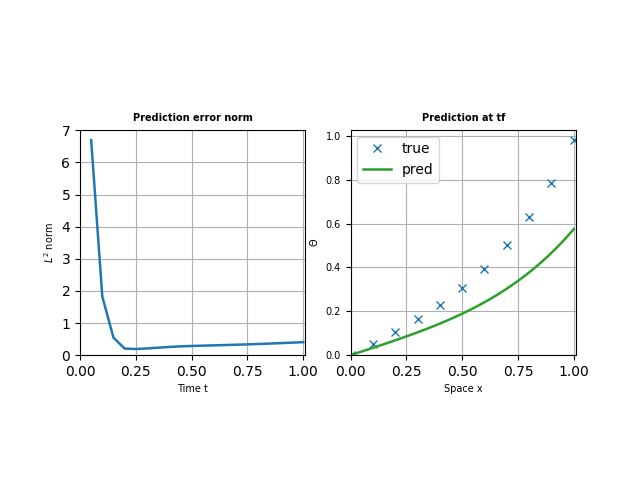 Prediction error norm
7
6
5
4
3
2
1
0
0.00 0.25 0.50 0.75 1.00
L² norm
Time t
Prediction at tf
true
pred
1.0
0.8
0.6
0.4
0.2
0.0
0.00 0.25 0.50 0.75 1.00
Θ
Space x